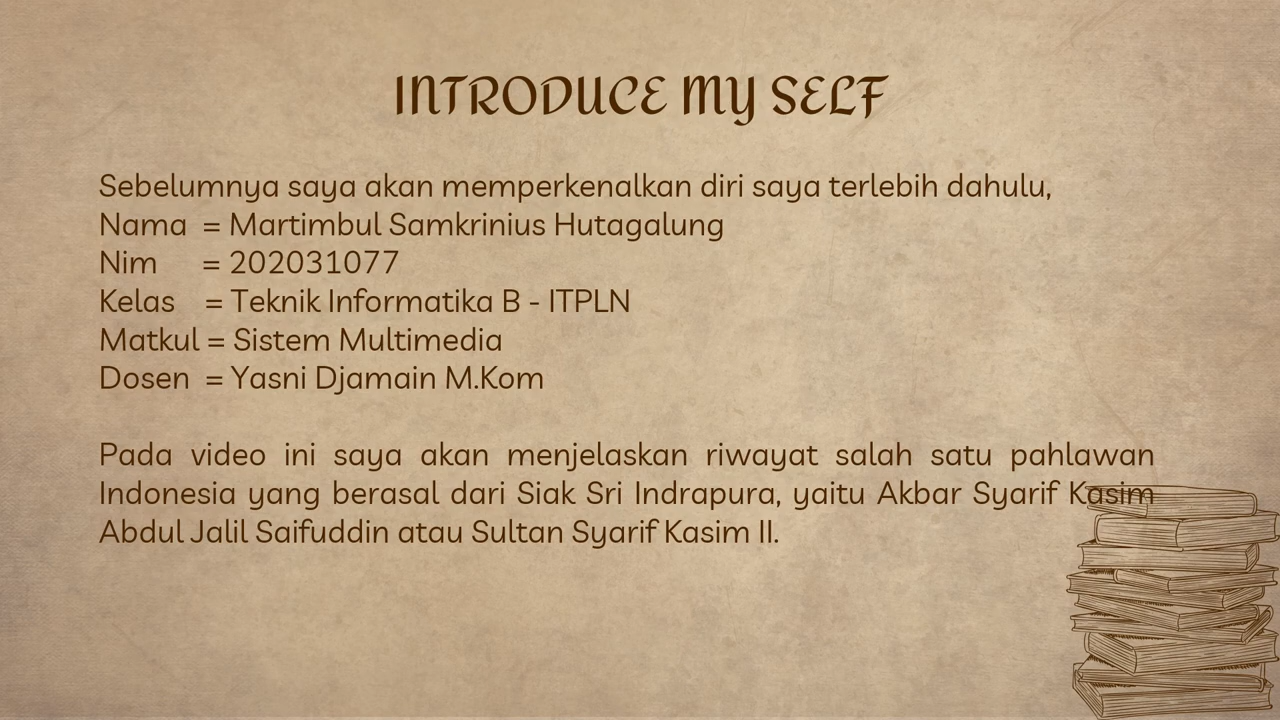 INTRODUCE MY SELF
Sebelumnya saya akan memperkenalkan diri saya terlebih dahulu,
Nama = Martimbul Samkrinius Hutagalung
Nim = 202031077
Kelas = Teknik Informatika B - ITPLN
Matkul = Sistem Multimedia
Dosen = Yasni Djamain M.Kom
Pada video ini saya akan menjelaskan riwayat salah satu pahlawan
Indonesia yang berasal dari Siak Sri Indrapura, yaitu Akbar Syarif Kasim
Abdul Jalil Saifuddin atau Sultan Syarif Kasim II.